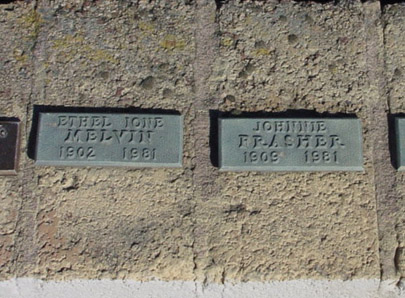 ETHEL IONE
MELVIN
1902 1981
JOHNNIE
FRASHER
1909 1981